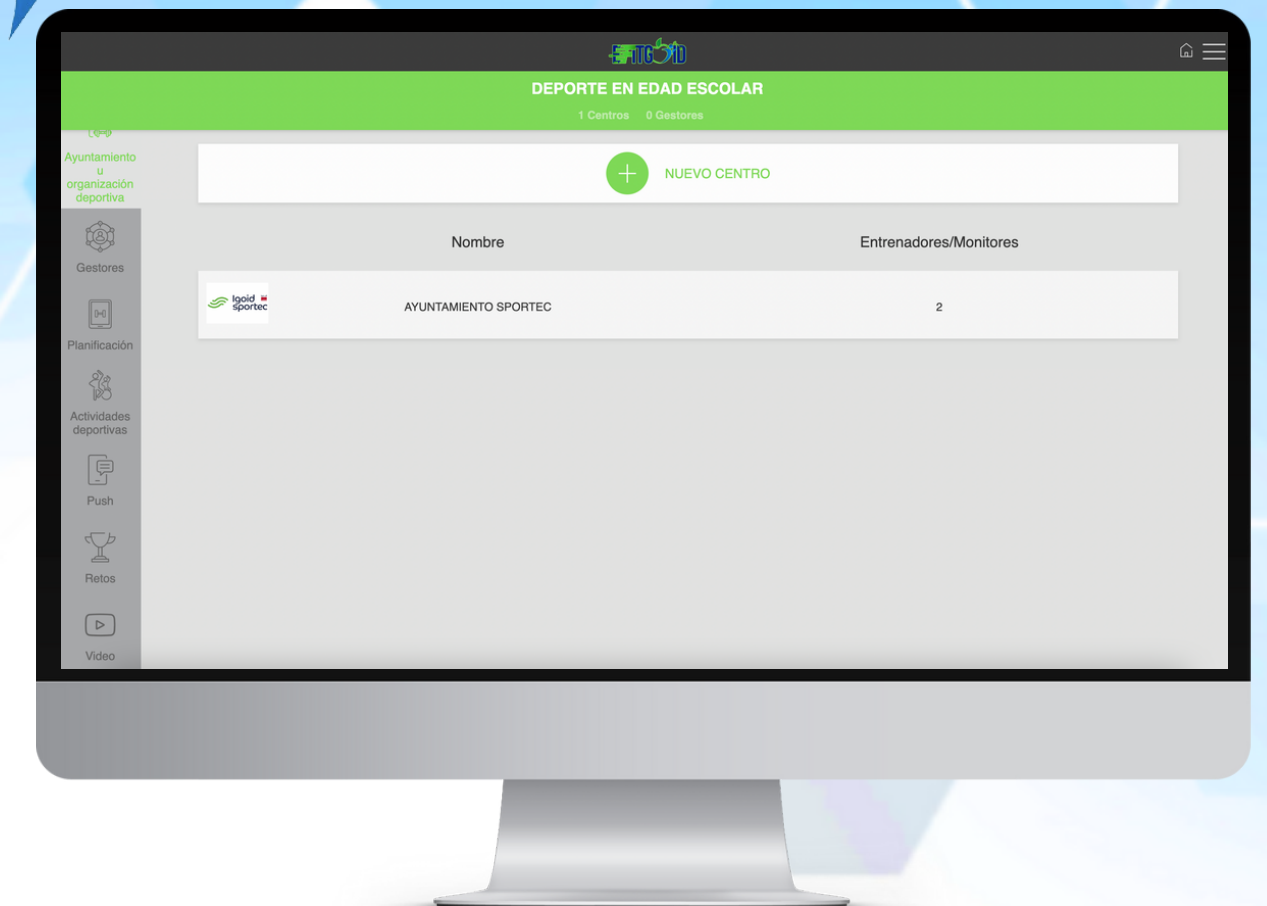 EFITGOID
DEPORTE EN EDAD ESCOLAR
1 Centros 0 Gestores
Ayuntamiento
u
organización
deportiva
Gestores
Planificación
Actividades
deportivas
Push
Retos
Video
NUEVO CENTRO
Nombre Entrenadores/Monitores
Igoid
sportec
AYUNTAMIENTO SPORTEC 2